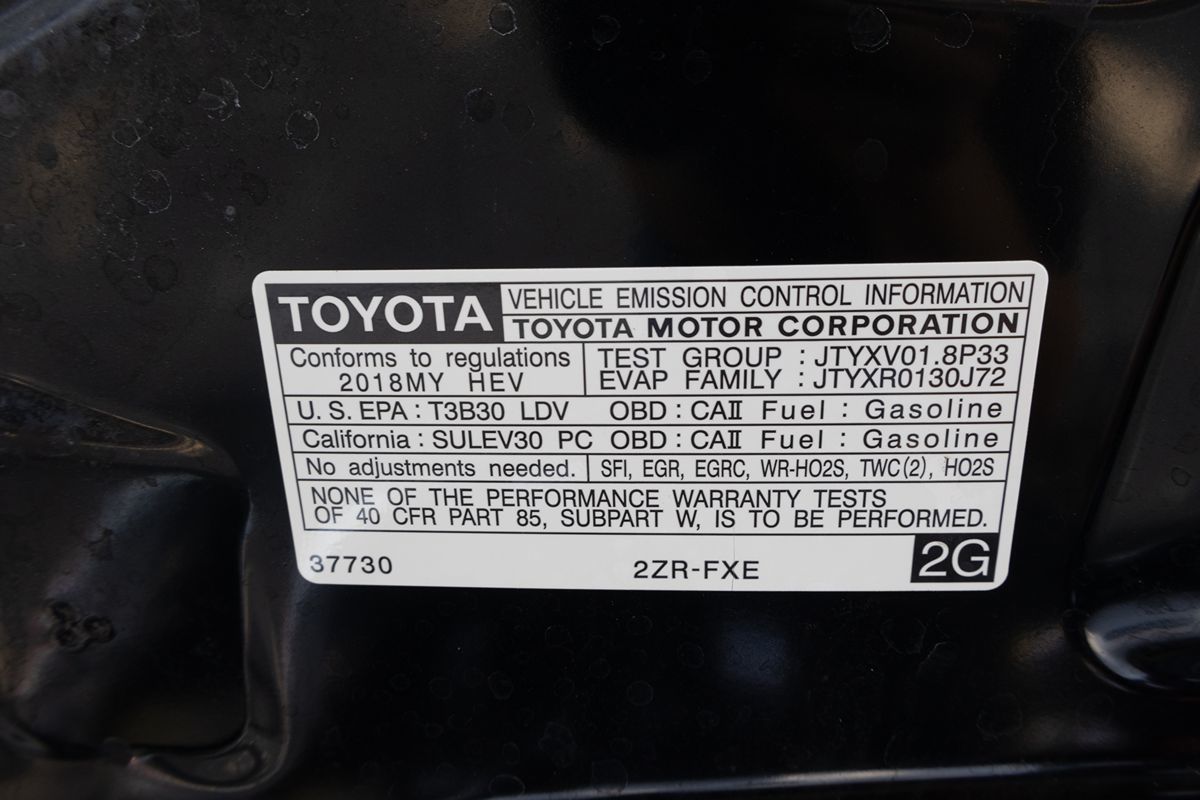 TOYOTA VEHICLE EMISSION CONTROL INFORMATION
TOYOTA MOTOR CORPORATION
Conforms to regulations
2018MY HEV
TEST GROUP : JTYXV01.8P33
EVAP FAMILY : JTYXR0130J72
U.S. EPA : T3B30 LDV OBD : CAII Fuel : Gasoline
California : SULEV30 PC OBD : CAII Fuel : Gasoline
No adjustments needed. SFI, EGR, EGRC, WR-HO2S, TWC(2), HO2S
NONE OF THE PERFORMANCE WARRANTY TESTS
OF 40 CFR PART 85, SUBPART W, IS TO BE PERFORMED.
37730 2ZR-FXE 2G